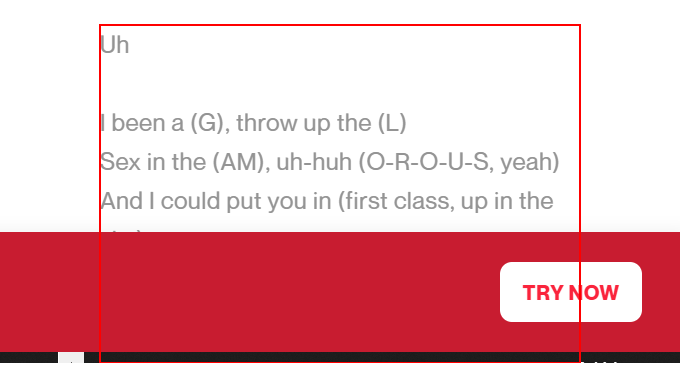 Uh
I been a (G), throw up the (L)
Sex in the (AM), uh-huh (O-R-O-U-S, yeah)
And I could put you in (first class, up in the
TRY NOW